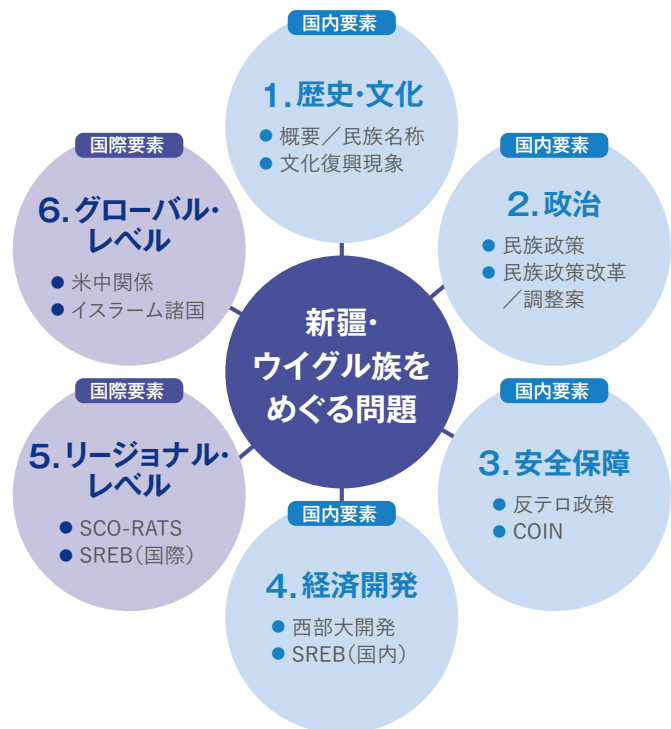 国内要素
1.歴史・文化
● 概要／民族名称
● 文化復興現象
国内要素
2.政治
● 民族政策
● 民族政策改革
／調整案
国内要素
3.安全保障
● 反テロ政策
● COIN
国内要素
4.経済開発
● 西部大開発
● SREB（国内）
国際要素
5.リージョナル・
レベル
● SCO-RATS
● SREB（国際）
国際要素
6.グローバル・
レベル
● 米中関係
● イスラーム諸国
新疆・
ウイグル族を
めぐる問題